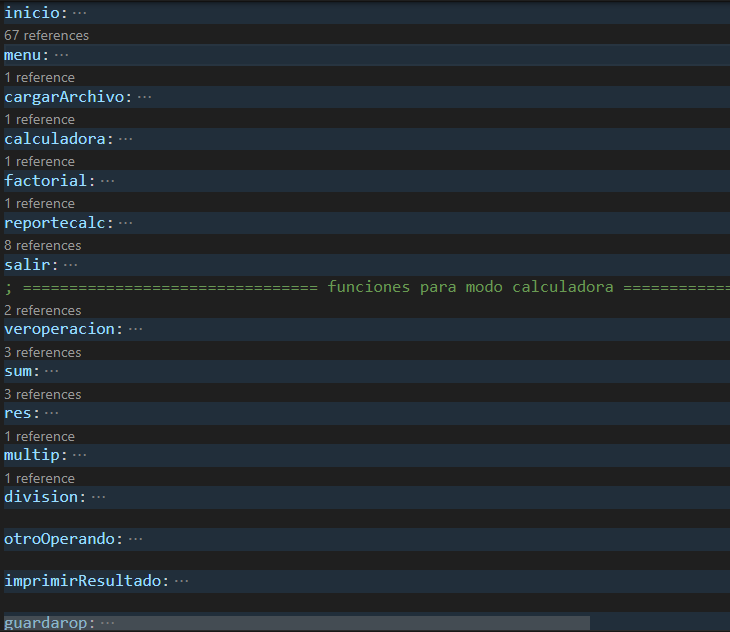 inicio: ···
67 references
menu: ···
1 reference
cargarArchivo: ···
1 reference
calculadora: ···
1 reference
factorial: ···
1 reference
reportecalc: ···
8 references
salir: ···
; ================================ funciones para modo calculadora ============
2 references
veroperacion: ···
3 references
sum: ···
3 references
res: ···
1 reference
multip: ···
1 reference
division: ···
otroOperando: ···
imprimirResultado: ···
guardarop: ···